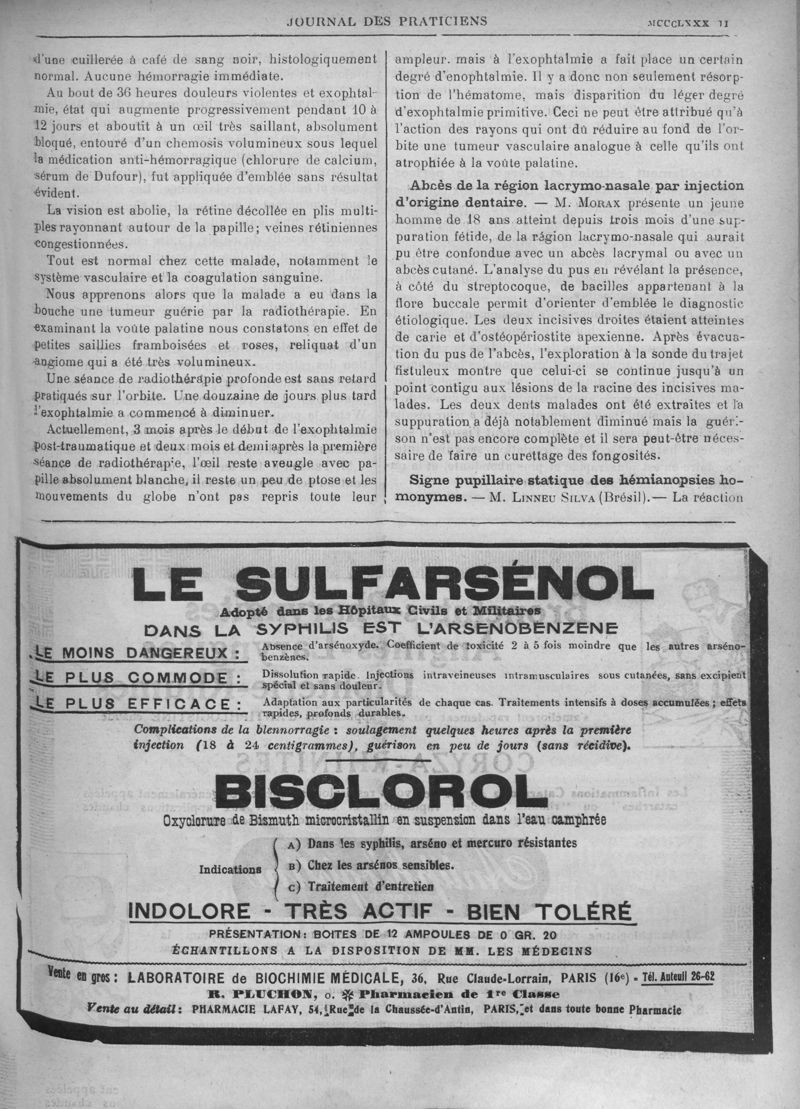 JOURNAL DES PRATICIENS
MCCCLXXX II
d'une cuillerée à café de sang noir, histologiquement
normal. Aucune hémorragie immédiate.
Au bout de 36 heures douleurs violentes et exophtal-
mie, état qui augmente progressivement pendant 10 à
12 jours et aboutit à un œil très saillant, absolument
bloqué, entouré d'un chemosis volumineux sous lequel
la médication anti-hémorragique (chlorure de calcium,
sérum de Dufour), fut appliquée d'emblée sans résultat
évident.
La vision est abolie, la rétine décollée en plis multi-
ples rayonnant autour de la papille; veines rétiniennes
congestionnées.
Tout est normal chez cette malade, notamment le
système vasculaire et la coagulation sanguine.
Nous apprenons alors que la malade a eu dans la
bouche une tumeur guérie par la radiothérapie. En
examinant la voûte palatine nous constatons en effet de
petites saillies framboisées et roses, reliquat d'un
angiome qui a été très volumineux.
Une séance de radiothérapie profonde est sans retard
pratiqués sur l'orbite. Une douzaine de jours plus tard
l'exophtalmie a commencé à diminuer.
Actuellement, 3 mois après le début de l'exophtalmie
post-traumatique et deux mois et demi après la première
séance de radiothérapie, l'œil reste aveugle avec pa-
pille absolument blanche, il reste un peu de ptose et les
mouvements du globe n'ont pas repris toute leur
ampleur. mais à l'exophtalmie a fait place un certain
degré d'enophtalmie. Il y a donc non seulement résorp-
tion de l'hématome, mais disparition du léger degré
d'exophtalmie primitive. Ceci ne peut être attribué qu'à
l'action des rayons qui ont dû réduire au fond de l'or-
bite une tumeur vasculaire analogue à celle qu'ils ont
atrophiée à la voûte palatine.
Abcès de la région lacrymo-nasale par injection
d'origine dentaire. — M. MORAX présente un jeune
homme de 18 ans atteint depuis trois mois d'une sup-
puration fétide, de la région lacrymo-nasale qui aurait
pu être confondue avec un abcès lacrymal ou avec un
abcès cutané. L'analyse du pus en révélant la présence,
à côté du streptocoque, de bacilles appartenant à la
flore buccale permit d'orienter d'emblée le diagnostic
étiologique. Les deux incisives droites étaient atteintes
de carie et d'ostéopériostite apexienne. Après évacua-
tion du pus de l'abcès, l'exploration à la sonde du trajet
fistuleux montre que celui-ci se continue jusqu'à un
point contigu aux lésions de la racine des incisives ma-
lades. Les deux dents malades ont été extraites et la
suppuration a déjà notablement diminué mais la guéri-
son n'est pas encore complète et il sera peut-être néces-
saire de faire un curettage des fongosités.
Signe pupillaire statique des hémianopsies ho-
monymes. — M. LINNEU SILVA (Brésil). — La réaction
LE SULFARSÉNOL
Adopté dans les Hôpitaux Civils et Militaires
DANS LA SYPHILIS EST L'ARSENOBENZENE
LE MOINS DANGEREUX : Absence d'arsénoxyde. Coefficient de toxicité 2 à 5 fois moindre que les autres arséno-
benzènes.
LE PLUS COMMODE : Dissolution rapide. Injections intraveineuses intramusculaires sous cutanées, sans excipient
spécial et sans douleur.
LE PLUS EFFICACE : Adaptation aux particularités de chaque cas. Traitements intensifs à doses accumulées ; effets
rapides, profonds durables.
Complications de la blennorragie : soulagement quelques heures après la première
injection (18 à 24 centigrammes), guérison en peu de jours (sans récidive).
BISCLOROL
Oxyclorure de Bismuth microcristallin en suspension dans l'eau camphrée
Indications
A) Dans les syphilis, arséno et mercuro résistantes
B) Chez les arsénos sensibles.
C) Traitement d'entretien
INDOLORE - TRÈS ACTIF - BIEN TOLÉRÉ
PRÉSENTATION: BOITES DE 12 AMPOULES DE 0 GR. 20
ÉCHANTILLONS A LA DISPOSITION DE MM. LES MÉDECINS
Vente en gros : LABORATOIRE de BIOCHIMIE MÉDICALE, 36, Rue Claude-Lorrain, PARIS (16e) - Tél. Auteuil 26-62
R. PLUCHON, O. ❋ Pharmacien de 1re Classe
Vente au détail : PHARMACIE LAFAY, 54, Rue de la Chaussée-d'Antin, PARIS, et dans toute bonne Pharmacie